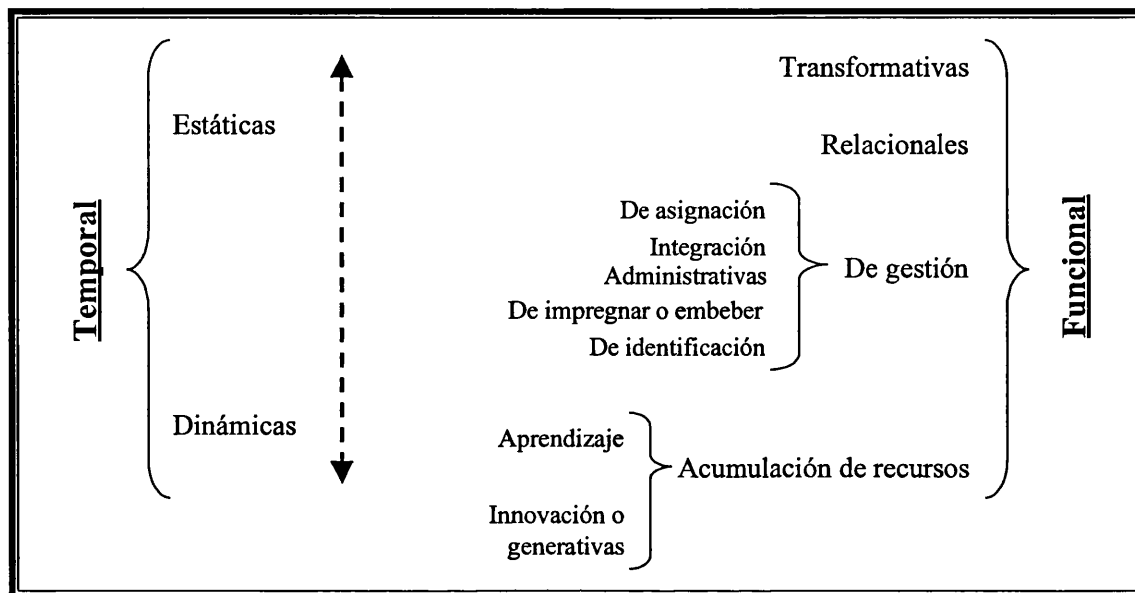 Temporal
Estáticas
Dinámicas
Transformativas
Relacionales
De asignación
Integración
Administrativas
De impregnar o embeber
De identificación
De gestión
Aprendizaje
Innovación o
generativas
Acumulación de recursos
Funcional